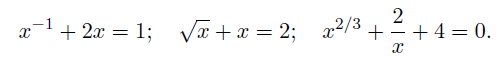 x⁻¹ + 2x = 1; √x + x = 2; x^{2/3} + 2/x + 4 = 0.